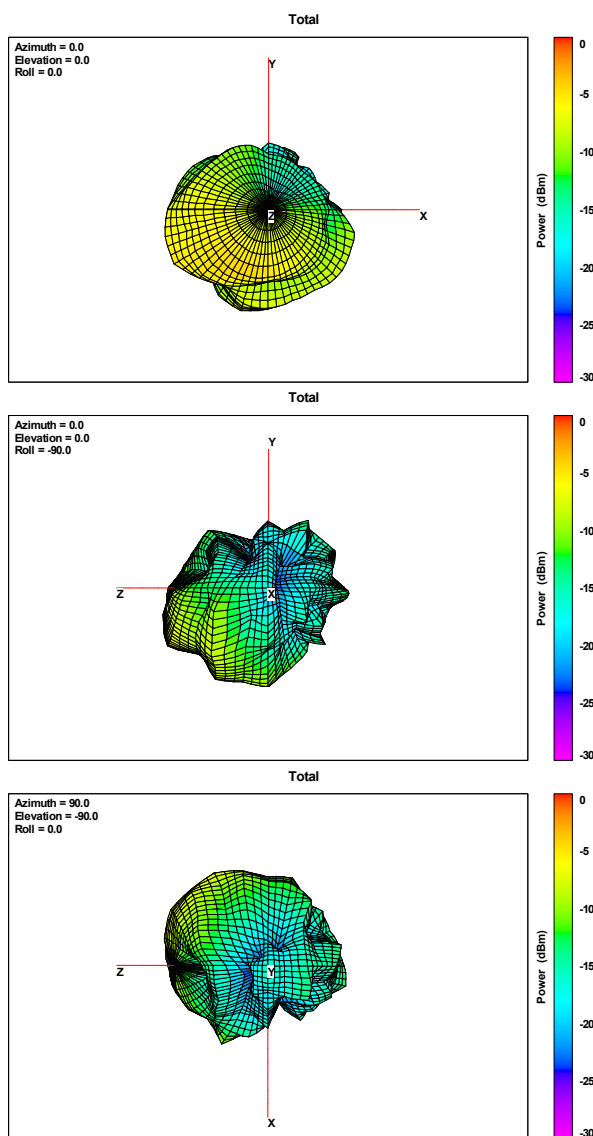 Total
Azimuth = 0.0
Elevation = 0.0
Roll = 0.0
Y
Z
X
0
-5
-10
-15
-20
-25
-30
Power (dBm)
Total
Azimuth = 0.0
Elevation = 0.0
Roll = -90.0
Y
Z
X
0
-5
-10
-15
-20
-25
-30
Power (dBm)
Total
Azimuth = 90.0
Elevation = -90.0
Roll = 0.0
Z
Y
X
0
-5
-10
-15
-20
-25
-30
Power (dBm)